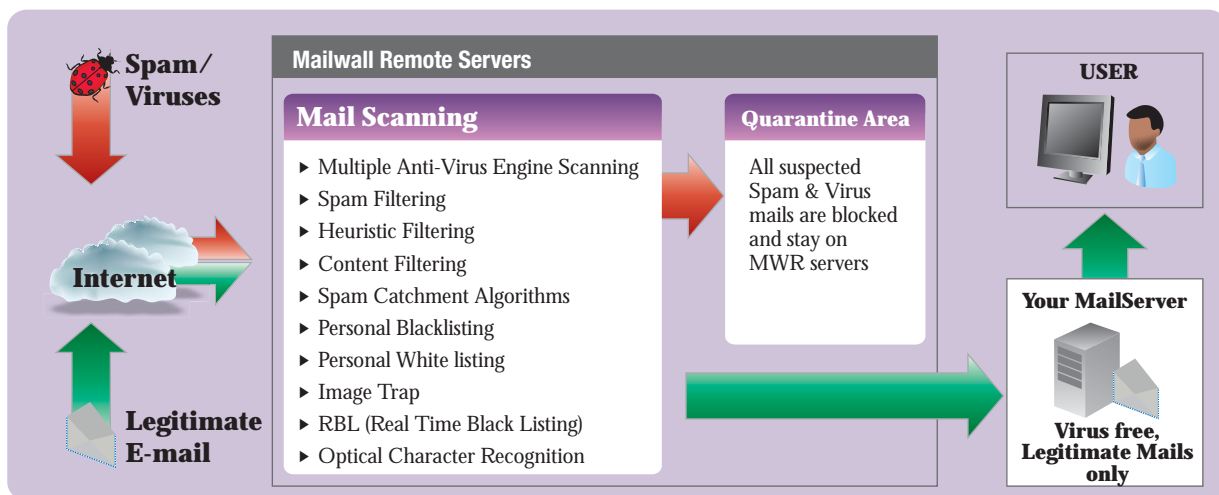 Spam/
Viruses
Internet
Legitimate
E-mail
Mailwall Remote Servers
Mail Scanning
▸ Multiple Anti-Virus Engine Scanning
▸ Spam Filtering
▸ Heuristic Filtering
▸ Content Filtering
▸ Spam Catchment Algorithms
▸ Personal Blacklisting
▸ Personal White listing
▸ Image Trap
▸ RBL (Real Time Black Listing)
▸ Optical Character Recognition
Quarantine Area
All suspected
Spam & Virus
mails are blocked
and stay on
MWR servers
USER
Your MailServer
Virus free,
Legitimate Mails
only